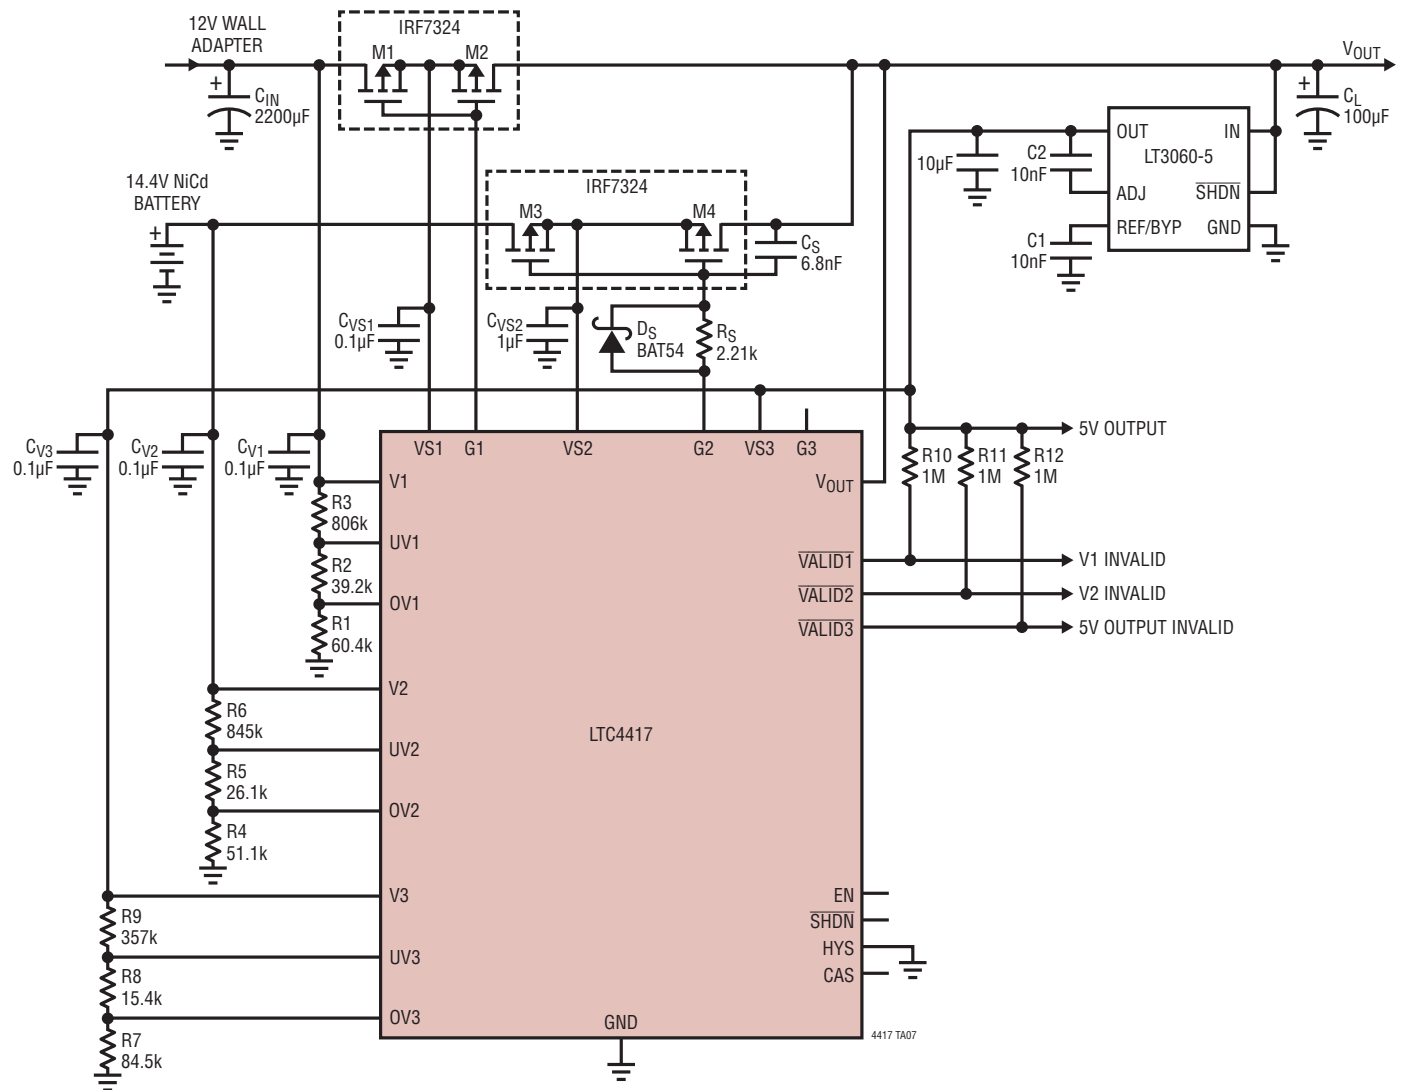 12V WALL
ADAPTER
IRF7324
M1
M2
VOUT
+
CIN
2200µF
+
CL
100µF
OUT
IN
LT3060-5
ADJ
SHDN
REF/BYP
GND
10µF
C2
10nF
C1
10nF
14.4V NiCd
BATTERY
+
IRF7324
M3
M4
CS
6.8nF
CVS1
0.1µF
CVS2
1µF
DS
BAT54
RS
2.21k
CV3
0.1µF
CV2
0.1µF
CV1
0.1µF
VS1
G1
VS2
G2
VS3
G3
5V OUTPUT
R10
1M
R11
1M
R12
1M
V1
VOUT
R3
806k
UV1
R2
39.2k
OV1
R1
60.4k
VALID1
V1 INVALID
VALID2
V2 INVALID
VALID3
5V OUTPUT INVALID
V2
R6
845k
UV2
R5
26.1k
OV2
R4
51.1k
LTC4417
V3
R9
357k
UV3
R8
15.4k
OV3
R7
84.5k
EN
SHDN
HYS
CAS
GND
4417 TA07